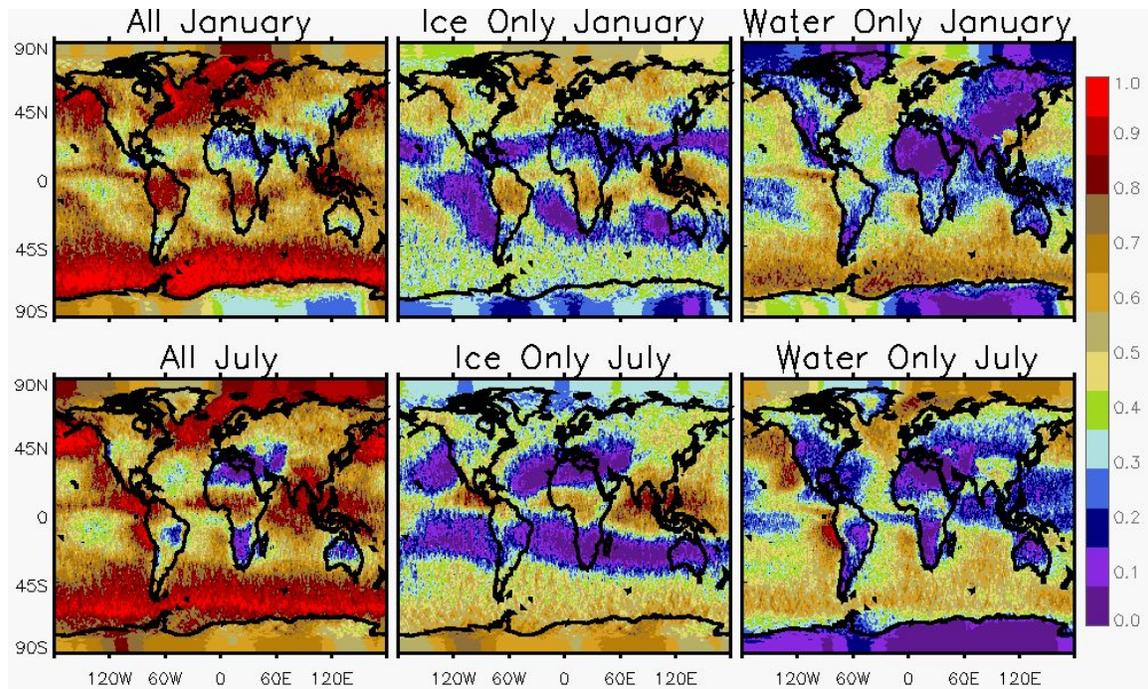 All January Ice Only January Water Only January
90N
45N
0
45S
90S
All July Ice Only July Water Only July
90N
45N
0
45S
90S
120W 60W 0 60E 120E 120W 60W 0 60E 120E 120W 60W 0 60E 120E
1.0
0.9
0.8
0.7
0.6
0.5
0.4
0.3
0.2
0.1
0.0